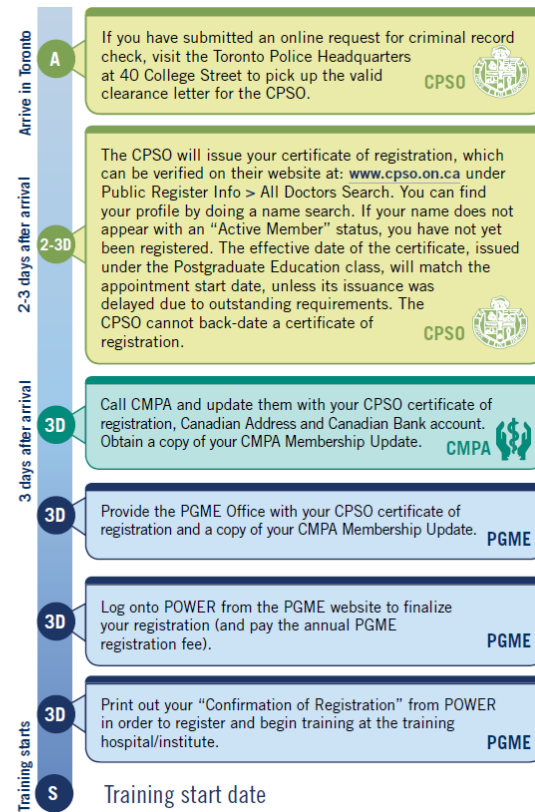 Arrive in Toronto
A
If you have submitted an online request for criminal record
check, visit the Toronto Police Headquarters
at 40 College Street to pick up the valid
clearance letter for the CPSO.
CPSO
2-3 days after arrival
2-3D
The CPSO will issue your certificate of registration, which
can be verified on their website at: www.cpso.on.ca under
Public Register Info > All Doctors Search. You can find
your profile by doing a name search. If your name does not
appear with an “Active Member” status, you have not yet
been registered. The effective date of the certificate, issued
under the Postgraduate Education class, will match the
appointment start date, unless its issuance was
delayed due to outstanding requirements. The
CPSO cannot back-date a certificate of
registration.
CPSO
3 days after arrival
3D
Call CMPA and update them with your CPSO certificate of
registration, Canadian Address and Canadian Bank account.
Obtain a copy of your CMPA Membership Update.
CMPA
3D
Provide the PGME Office with your CPSO certificate of
registration and a copy of your CMPA Membership Update.
PGME
3D
Log onto POWER from the PGME website to finalize
your registration (and pay the annual PGME
registration fee).
PGME
3D
Print out your “Confirmation of Registration” from POWER
in order to register and begin training at the training
hospital/institute.
PGME
Training starts
S
Training start date